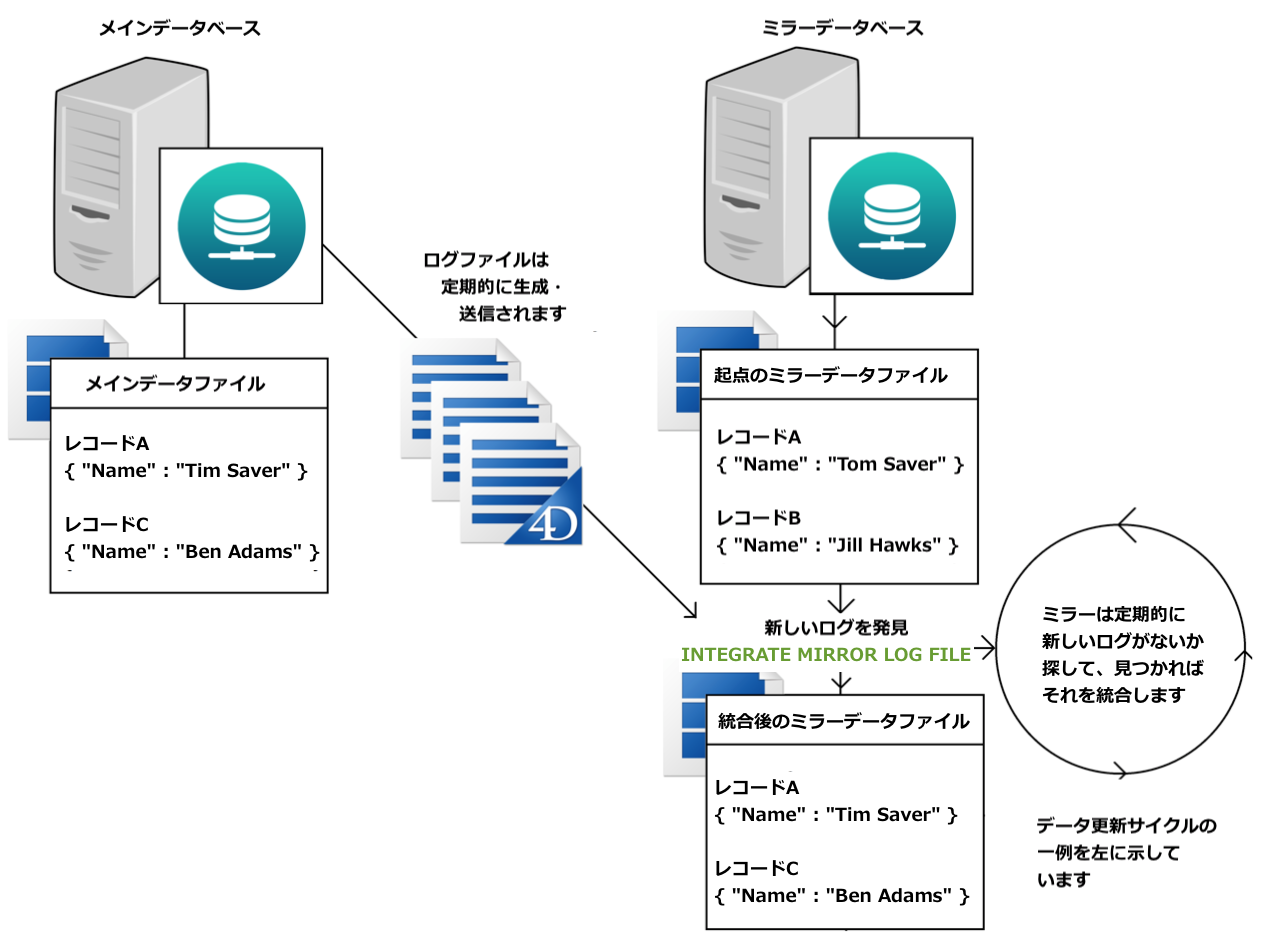 メインデータベース
メインデータファイル
レコードA
{ "Name" : "Tim Saver" }
レコードC
{ "Name" : "Ben Adams" }
ログファイルは
定期的に生成・
送信されます
4D
ミラーデータベース
起点のミラーデータファイル
レコードA
{ "Name" : "Tom Saver" }
レコードB
{ "Name" : "Jill Hawks" }
新しいログを発見
INTEGRATE MIRROR LOG FILE
統合後のミラーデータファイル
レコードA
{ "Name" : "Tim Saver" }
レコードC
{ "Name" : "Ben Adams" }
ミラーは定期的に
新しいログがないか
探して、見つかれば
それを統合します
データ更新サイクルの
一例を左に示して
います